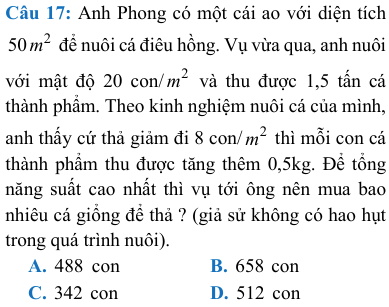 Câu 17: Anh Phong có một cái ao với diện tích
50m² để nuôi cá điêu hồng. Vụ vừa qua, anh nuôi
với mật độ 20 con/m² và thu được 1,5 tấn cá
thành phẩm. Theo kinh nghiệm nuôi cá của mình,
anh thấy cứ thả giảm đi 8 con/m² thì mỗi con cá
thành phẩm thu được tăng thêm 0,5kg. Để tổng
năng suất cao nhất thì vụ tới ông nên mua bao
nhiêu cá giống để thả ? (giả sử không có hao hụt
trong quá trình nuôi).
A. 488 con B. 658 con
C. 342 con D. 512 con